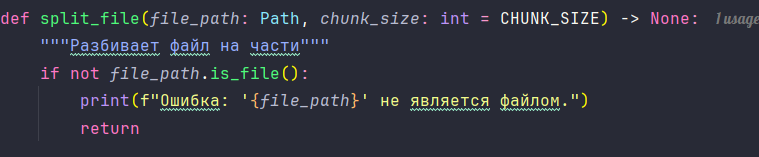 def split_file(file_path: Path, chunk_size: int = CHUNK_SIZE) -> None: 1 usage
"""Разбивает файл на части"""
if not file_path.is_file():
print(f"Ошибка: '{file_path}' не является файлом.")
return